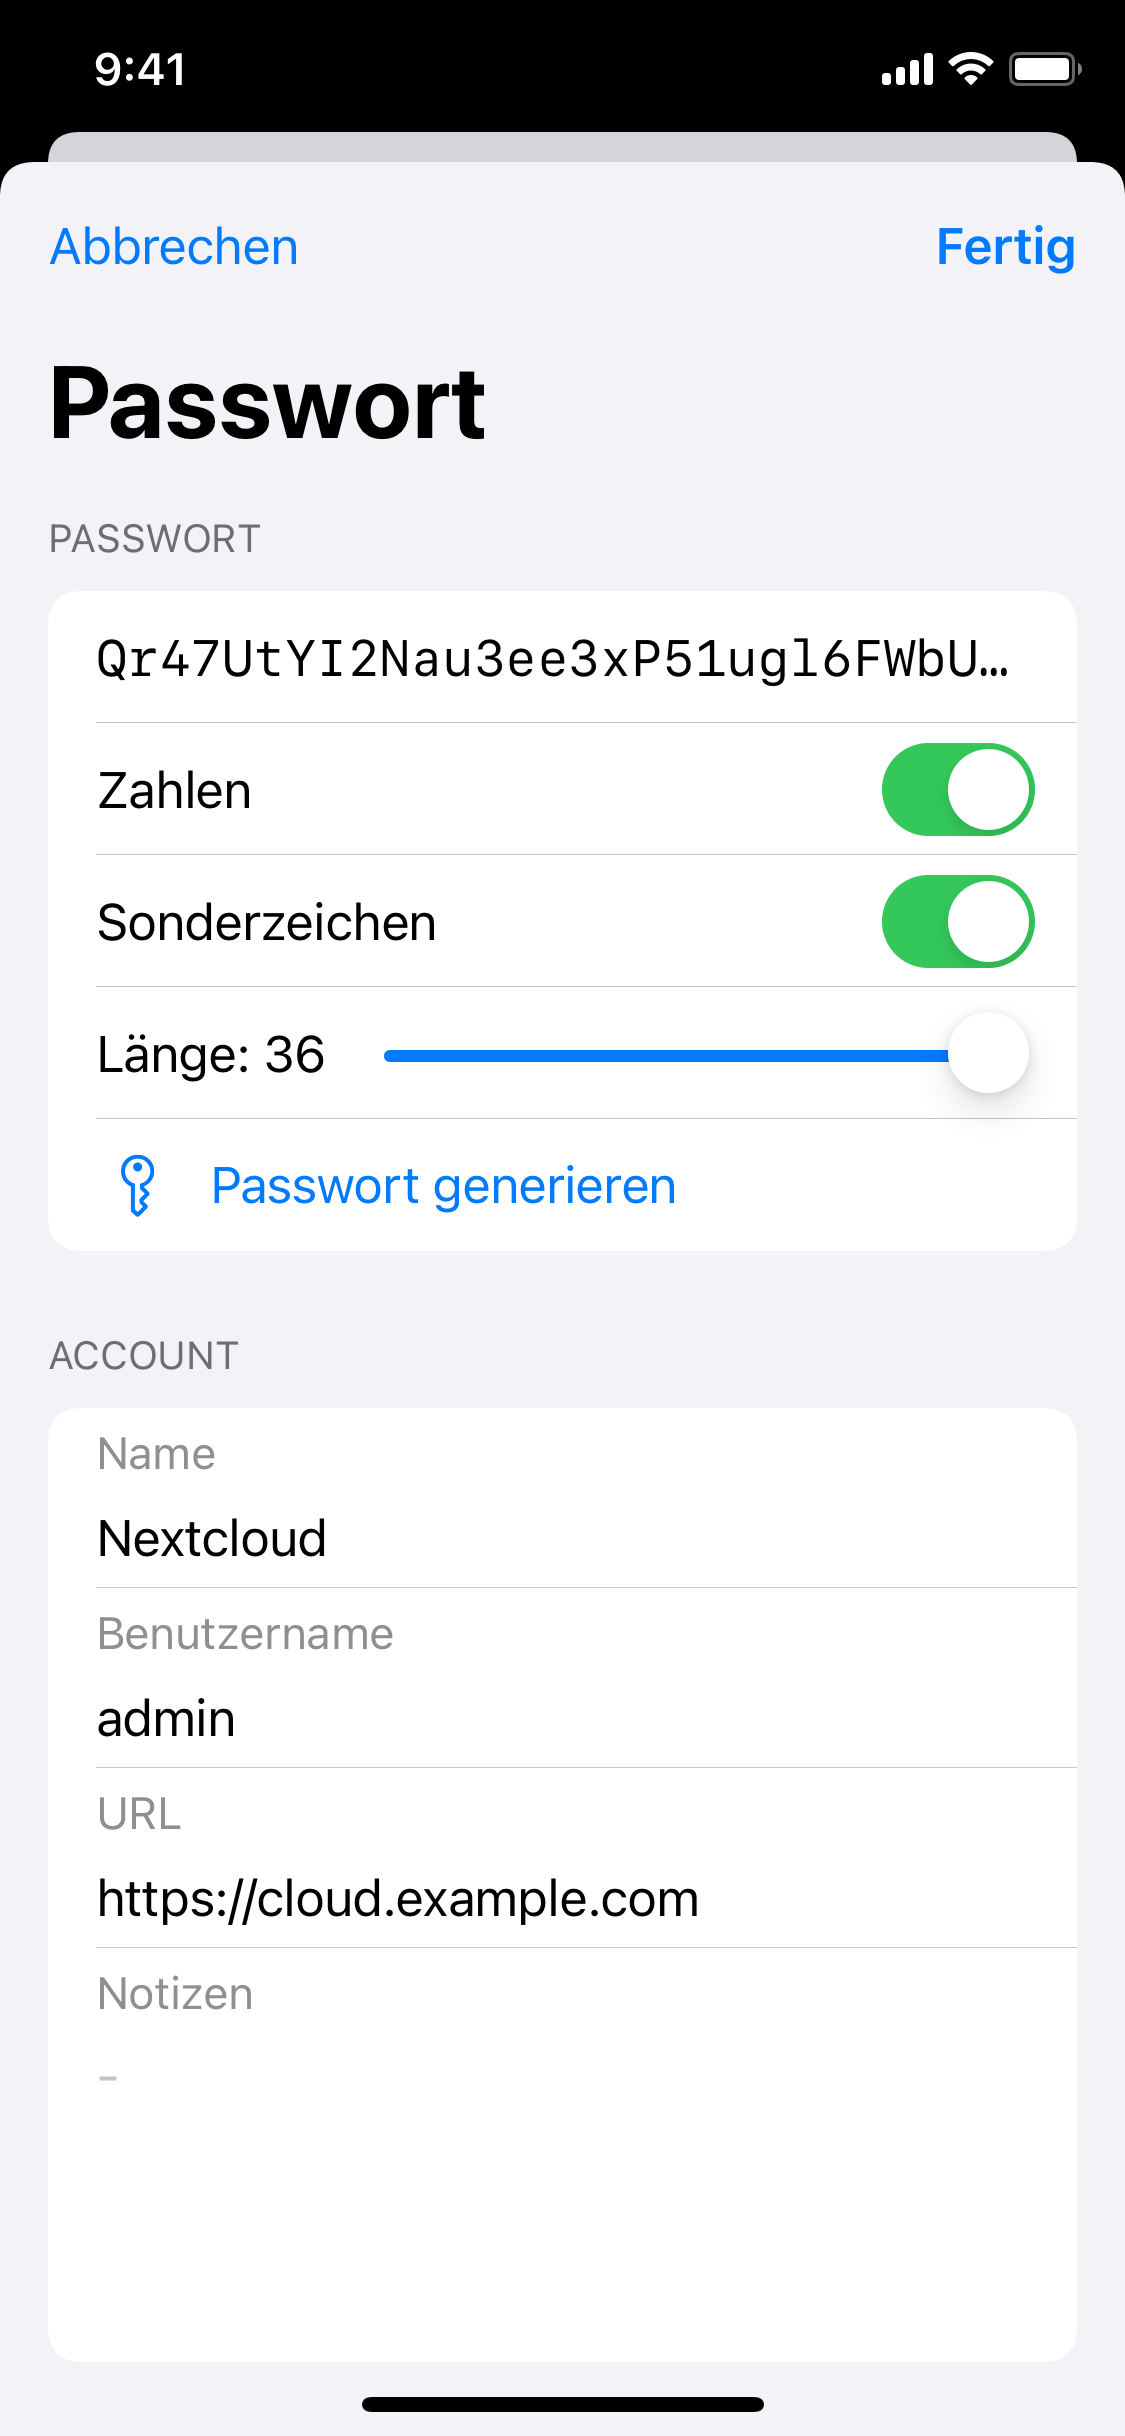 9:41
Abbrechen
Fertig
Passwort
PASSWORT
Qr47UtYI2Nau3ee3xP51ugl6FWbU…
Zahlen
Sonderzeichen
Länge: 36
Passwort generieren
ACCOUNT
Name
Nextcloud
Benutzername
admin
URL
https://cloud.example.com
Notizen
-